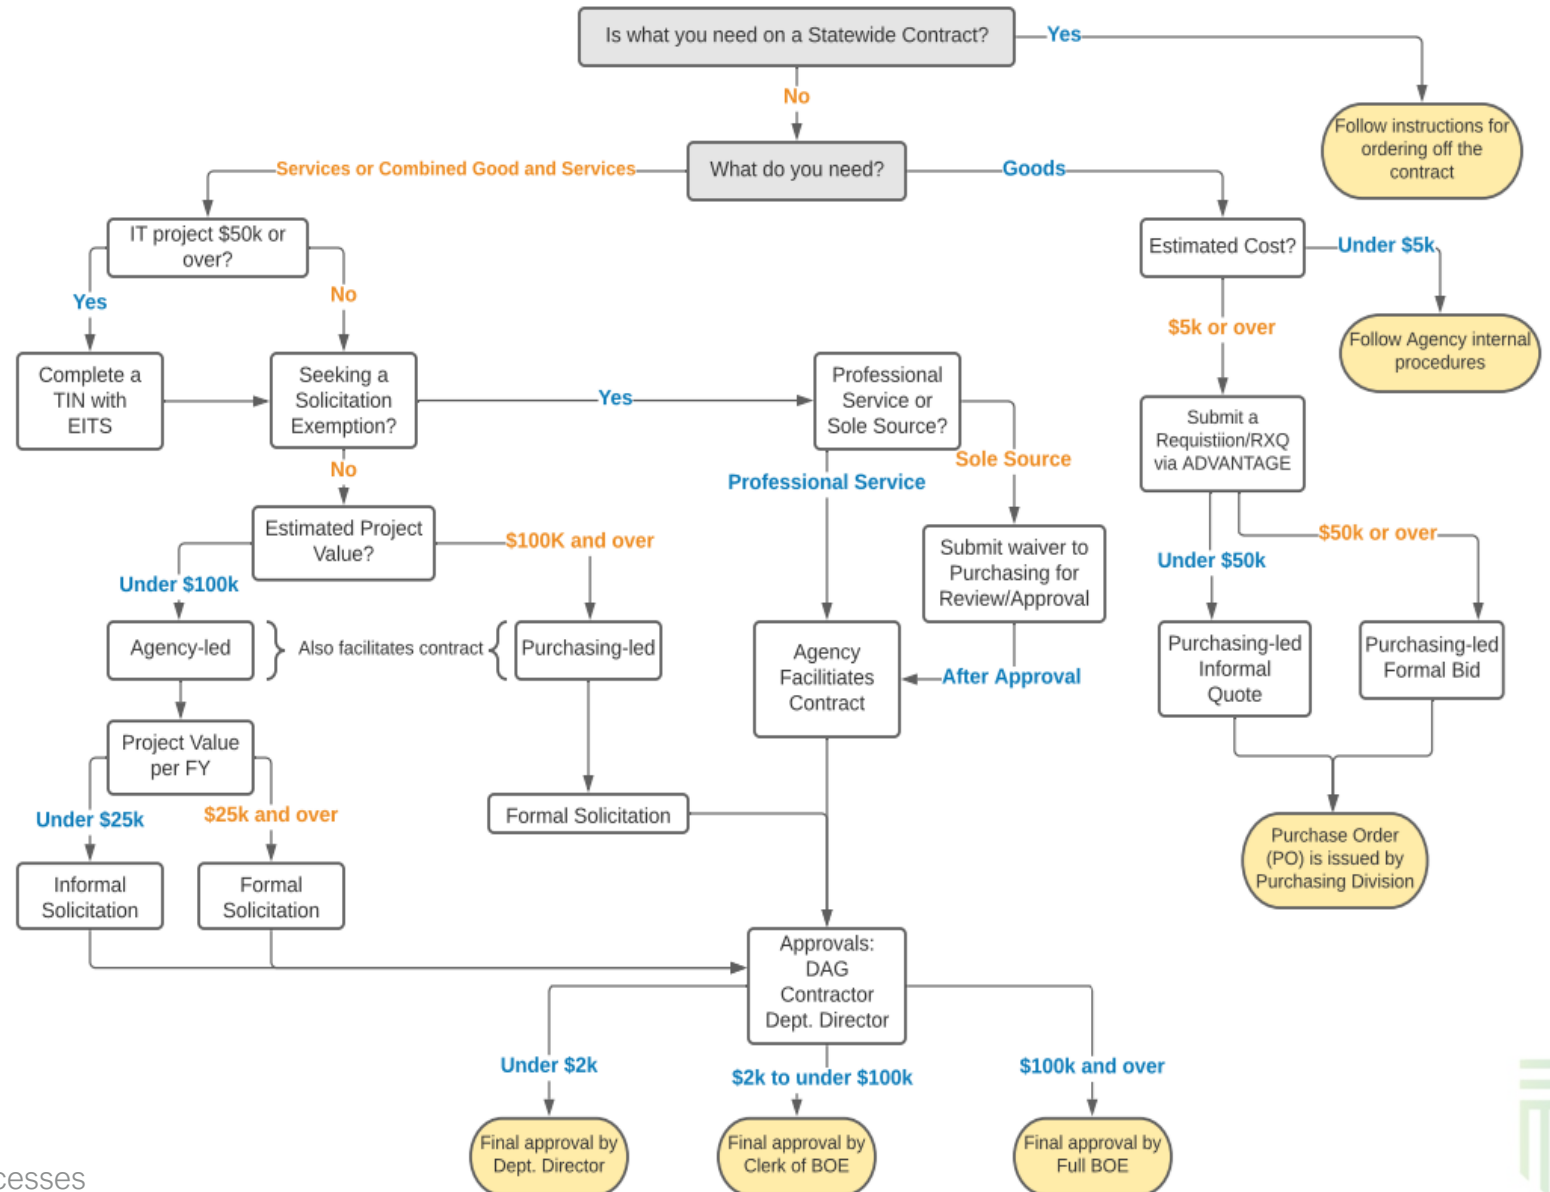 Is what you need on a Statewide Contract?
Yes
No
Follow instructions for
ordering off the
contract
What do you need?
Services or Combined Good and Services
Goods
IT project $50k or
over?
Estimated Cost?
Under $5k
Yes
No
$5k or over
Follow Agency internal
procedures
Complete a
TIN with
EITS
Seeking a
Solicitation
Exemption?
Yes
Professional
Service or
Sole Source?
Submit a
Requistiion/RXQ
via ADVANTAGE
No
Sole Source
Professional Service
Estimated Project
Value?
$100K and over
Under $100k
Submit waiver to
Purchasing for
Review/Approval
$50k or over
Under $50k
Agency-led
Also facilitates contract
Purchasing-led
Agency
Facilitiates
Contract
After Approval
Purchasing-led
Informal
Quote
Purchasing-led
Formal Bid
Project Value
per FY
Under $25k
$25k and over
Formal Solicitation
Purchase Order
(PO) is issued by
Purchasing Division
Informal
Solicitation
Formal
Solicitation
Approvals:
DAG
Contractor
Dept. Director
Under $2k
$2k to under $100k
$100k and over
Final approval by
Dept. Director
Final approval by
Clerk of BOE
Final approval by
Full BOE
cesses